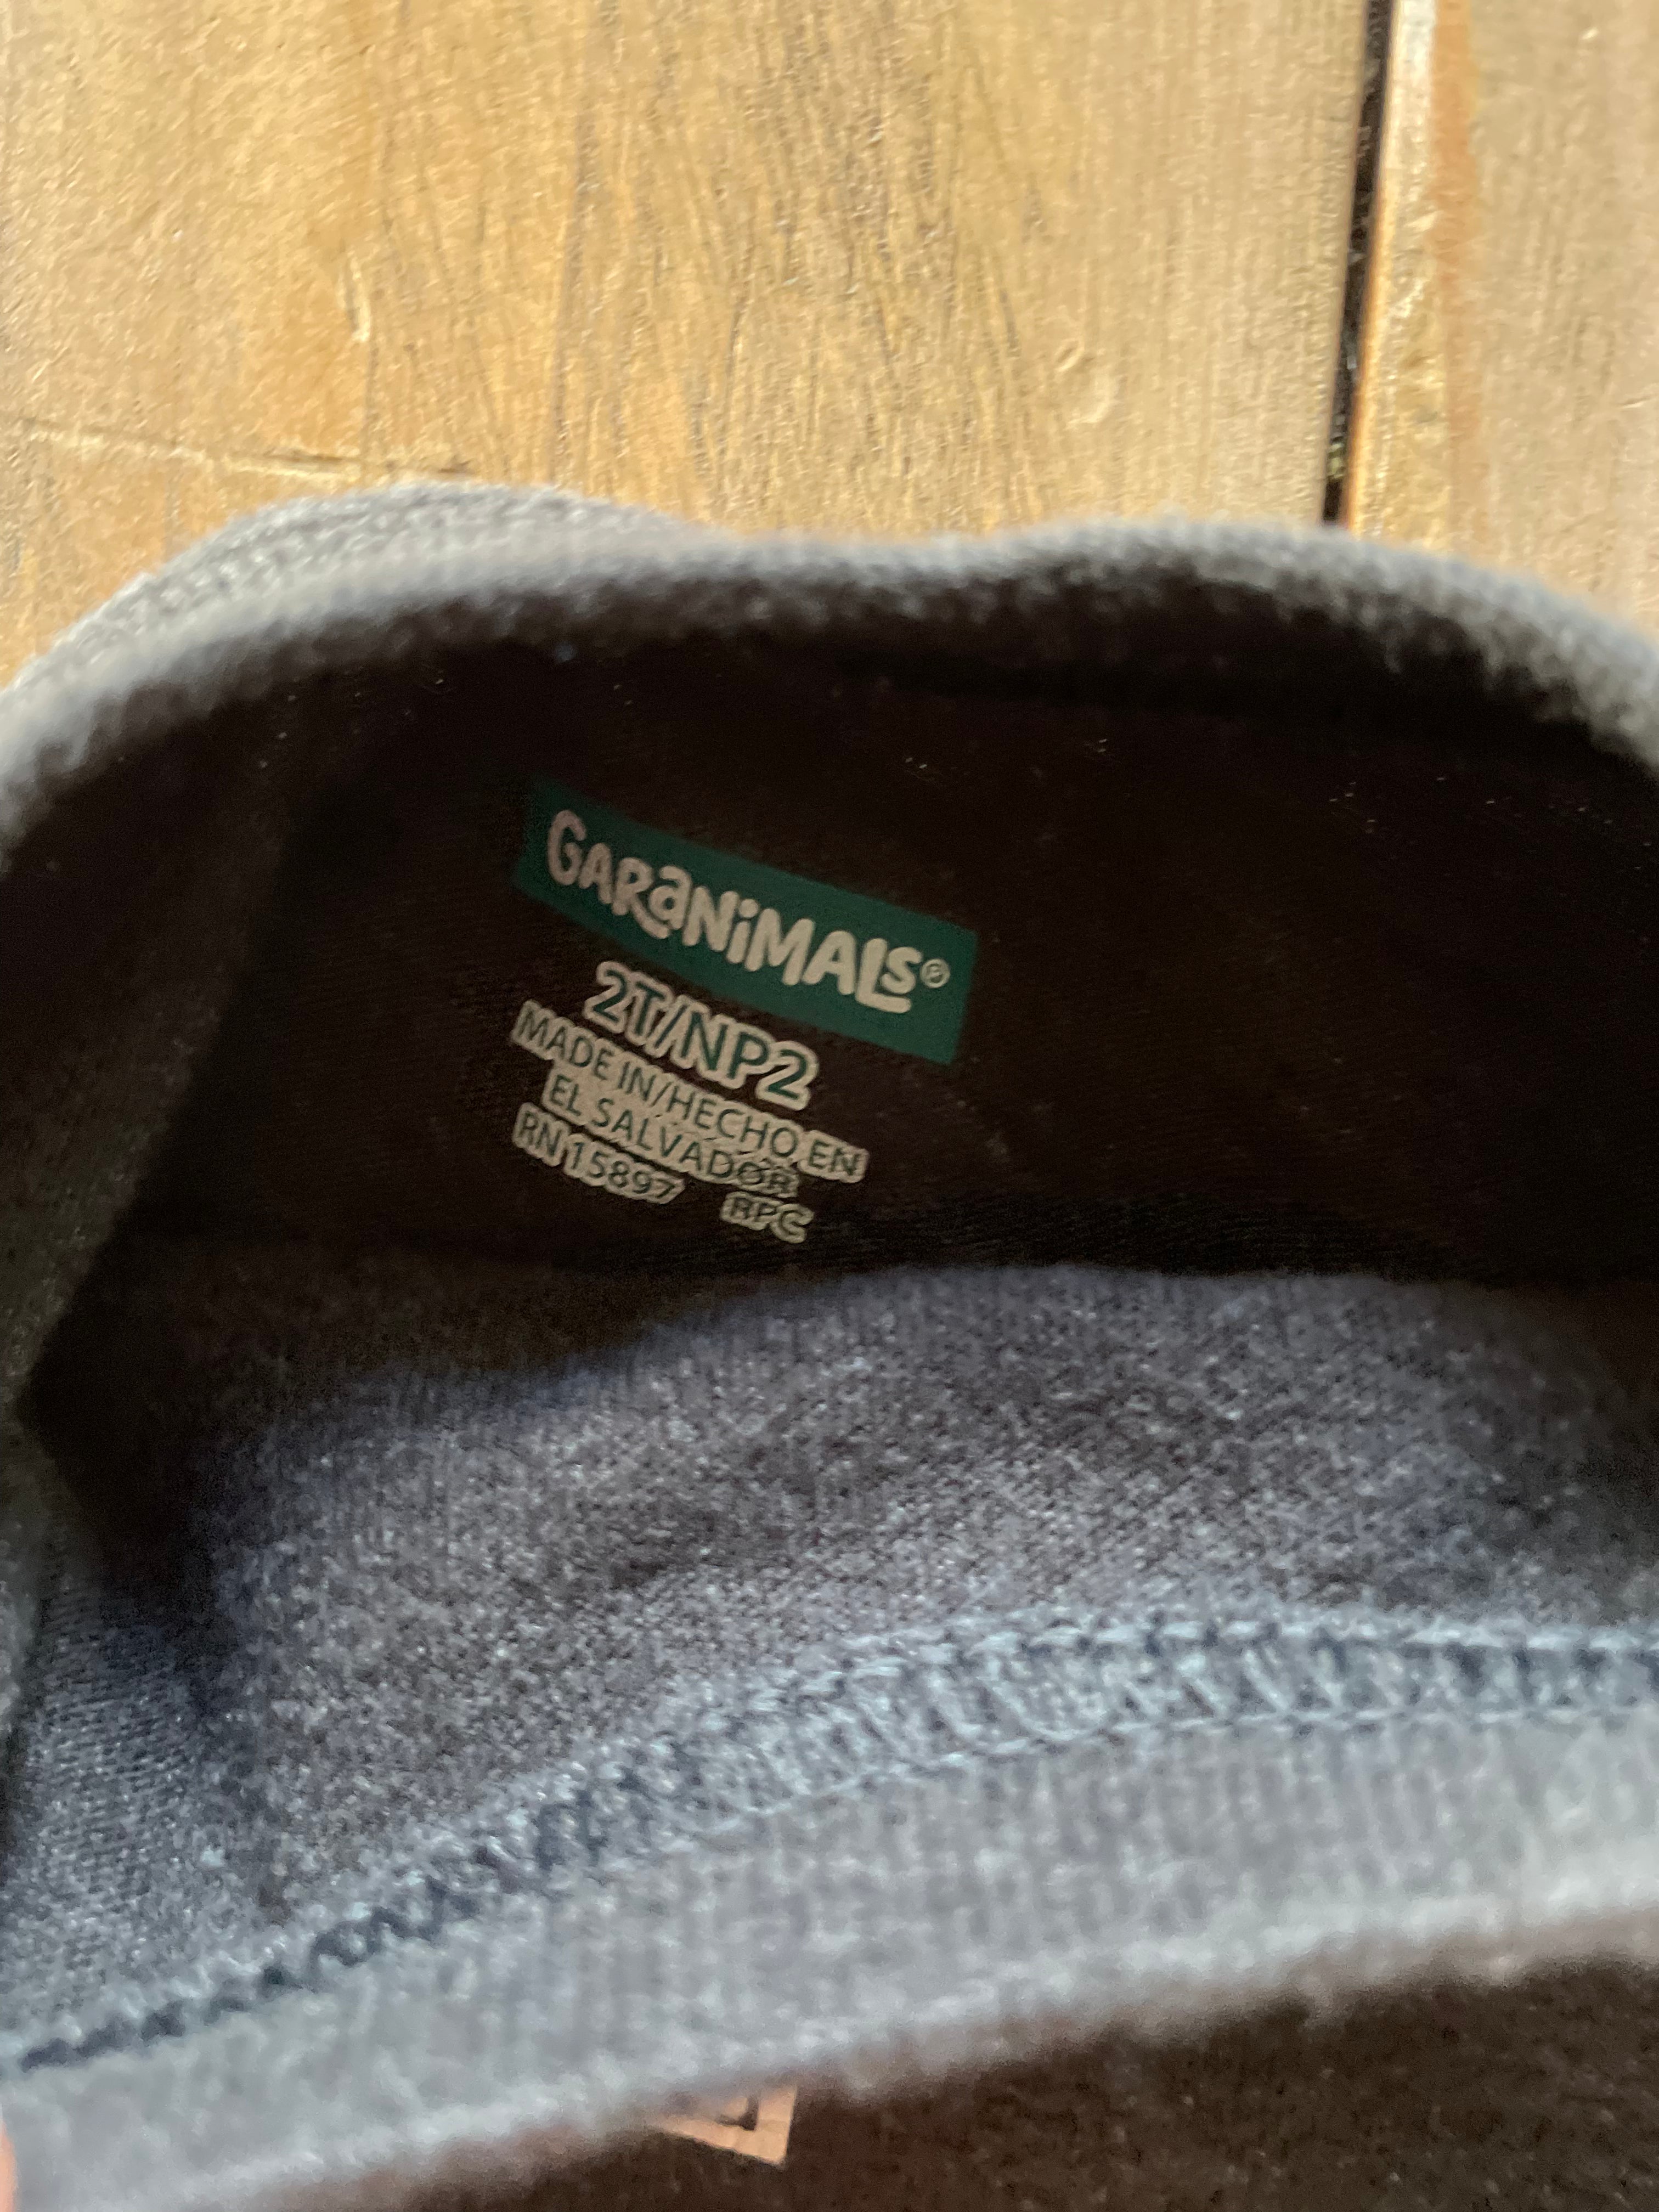 GARANIMALS®
2T/NP2
MADE IN/HECHO EN
EL SALVADOR
RN 15897 RPC